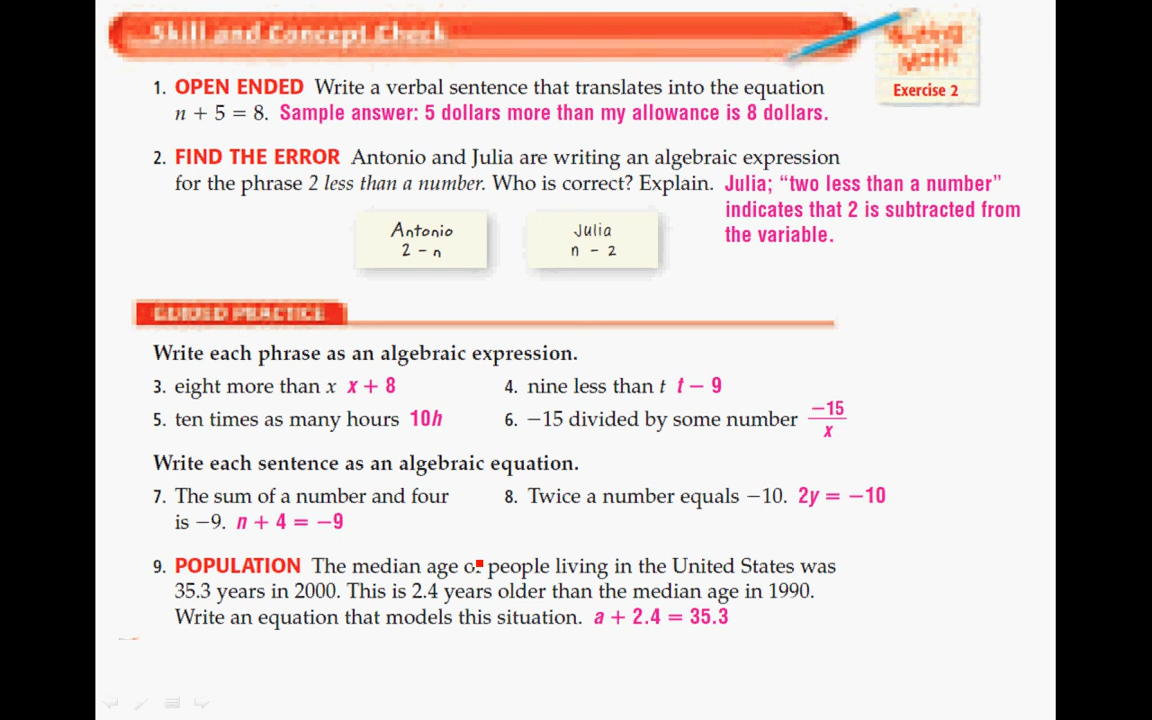 Skill and Concept Check
Math
Exercise 2
1. OPEN ENDED Write a verbal sentence that translates into the equation
n + 5 = 8. Sample answer: 5 dollars more than my allowance is 8 dollars.
2. FIND THE ERROR Antonio and Julia are writing an algebraic expression
for the phrase 2 less than a number. Who is correct? Explain. Julia; “two less than a number”
indicates that 2 is subtracted from
the variable.
Antonio
2 - n
Julia
n - 2
GUIDED PRACTICE
Write each phrase as an algebraic expression.
3. eight more than x x + 8
4. nine less than t t − 9
5. ten times as many hours 10h
6. −15 divided by some number −15/x
Write each sentence as an algebraic equation.
7. The sum of a number and four
is −9. n + 4 = −9
8. Twice a number equals −10. 2y = −10
9. POPULATION The median age of people living in the United States was
35.3 years in 2000. This is 2.4 years older than the median age in 1990.
Write an equation that models this situation. a + 2.4 = 35.3